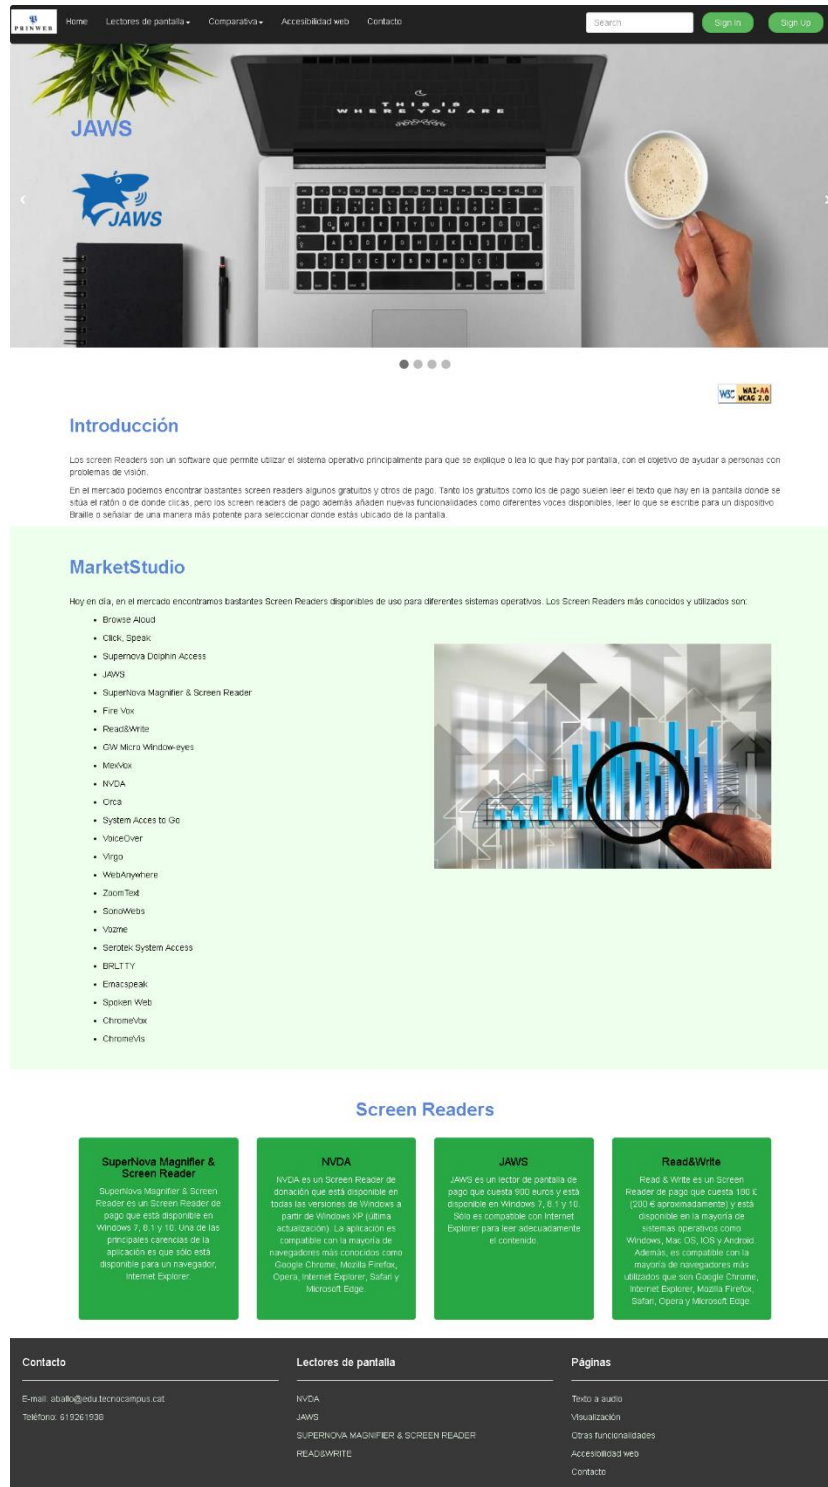 PRINWEB
Home
Lectores de pantalla
Comparativa
Accesibilidad web
Contacto
Search
Sign In
Sign Up
THIS IS
WHERE YOU ARE
JAWS
JAWS
W3C WAI-AA
WCAG 2.0
Introducción
Los screen Readers son un software que permite utilizar el sistema operativo principalmente para que se explique o lea lo que hay por pantalla, con el objetivo de ayudar a personas con
problemas de visión.
En el mercado podemos encontrar bastantes screen readers algunos gratuitos y otros de pago. Tanto los gratuitos como los de pago suelen leer el texto que hay en la pantalla donde se
sitúa el ratón o de donde clicas, pero los screen readers de pago además añaden nuevas funcionalidades como diferentes voces disponibles, leer lo que se escribe para un dispositivo
Braille o señalar de una manera más potente para seleccionar donde estás ubicado de la pantalla.
MarketStudio
Hoy en día, en el mercado encontramos bastantes Screen Readers disponibles de uso para diferentes sistemas operativos. Los Screen Readers más conocidos y utilizados son:
• Browse Aloud
• Click, Speak
• Supernova Dolphin Access
• JAWS
• SuperNova Magnifier & Screen Reader
• Fire Vox
• Read&Write
• GW Micro Window-eyes
• MexVox
• NVDA
• Orca
• System Acces to Go
• VoiceOver
• Virgo
• WebAnywhere
• ZoomText
• SonoWebs
• Vozme
• Serotek System Access
• BRLTTY
• Emacspeak
• Spoken Web
• ChromeVox
• ChromeVis
Screen Readers
SuperNova Magnifier &
Screen Reader
SuperNova Magnifier & Screen
Reader es un Screen Reader de
pago que está disponible en
Windows 7, 8.1 y 10. Una de las
principales carencias de la
aplicación es que sólo está
disponible para un navegador,
Internet Explorer.
NVDA
NVDA es un Screen Reader de
donación que está disponible en
todas las versiones de Windows a
partir de Windows XP (última
actualización). La aplicación es
compatible con la mayoría de
navegadores más conocidos como
Google Chrome, Mozilla Firefox,
Opera, Internet Explorer, Safari y
Microsoft Edge.
JAWS
JAWS es un lector de pantalla de
pago que cuesta 900 euros y está
disponible en Windows 7, 8.1 y 10.
Sólo es compatible con Internet
Explorer para leer adecuadamente
el contenido.
Read&Write
Read & Write es un Screen
Reader de pago que cuesta 180 £
(200 € aproximadamente) y está
disponible en la mayoría de
sistemas operativos como
Windows, Mac OS, IOS y Android.
Además, es compatible con la
mayoría de navegadores más
utilizados que son Google Chrome,
Internet Explorer, Mozilla Firefox,
Safari, Opera y Microsoft Edge.
Contacto
E-mail: aballo@edu.tecnocampus.cat
Teléfono: 619261938
Lectores de pantalla
NVDA
JAWS
SUPERNOVA MAGNIFIER & SCREEN READER
READ&WRITE
Páginas
Texto a audio
Visualización
Otras funcionalidades
Accesibilidad web
Contacto